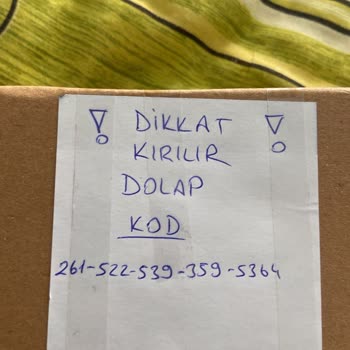 ! DİKKAT !
KIRILIR
DOLAP
KOD
261-522-539-359-5364